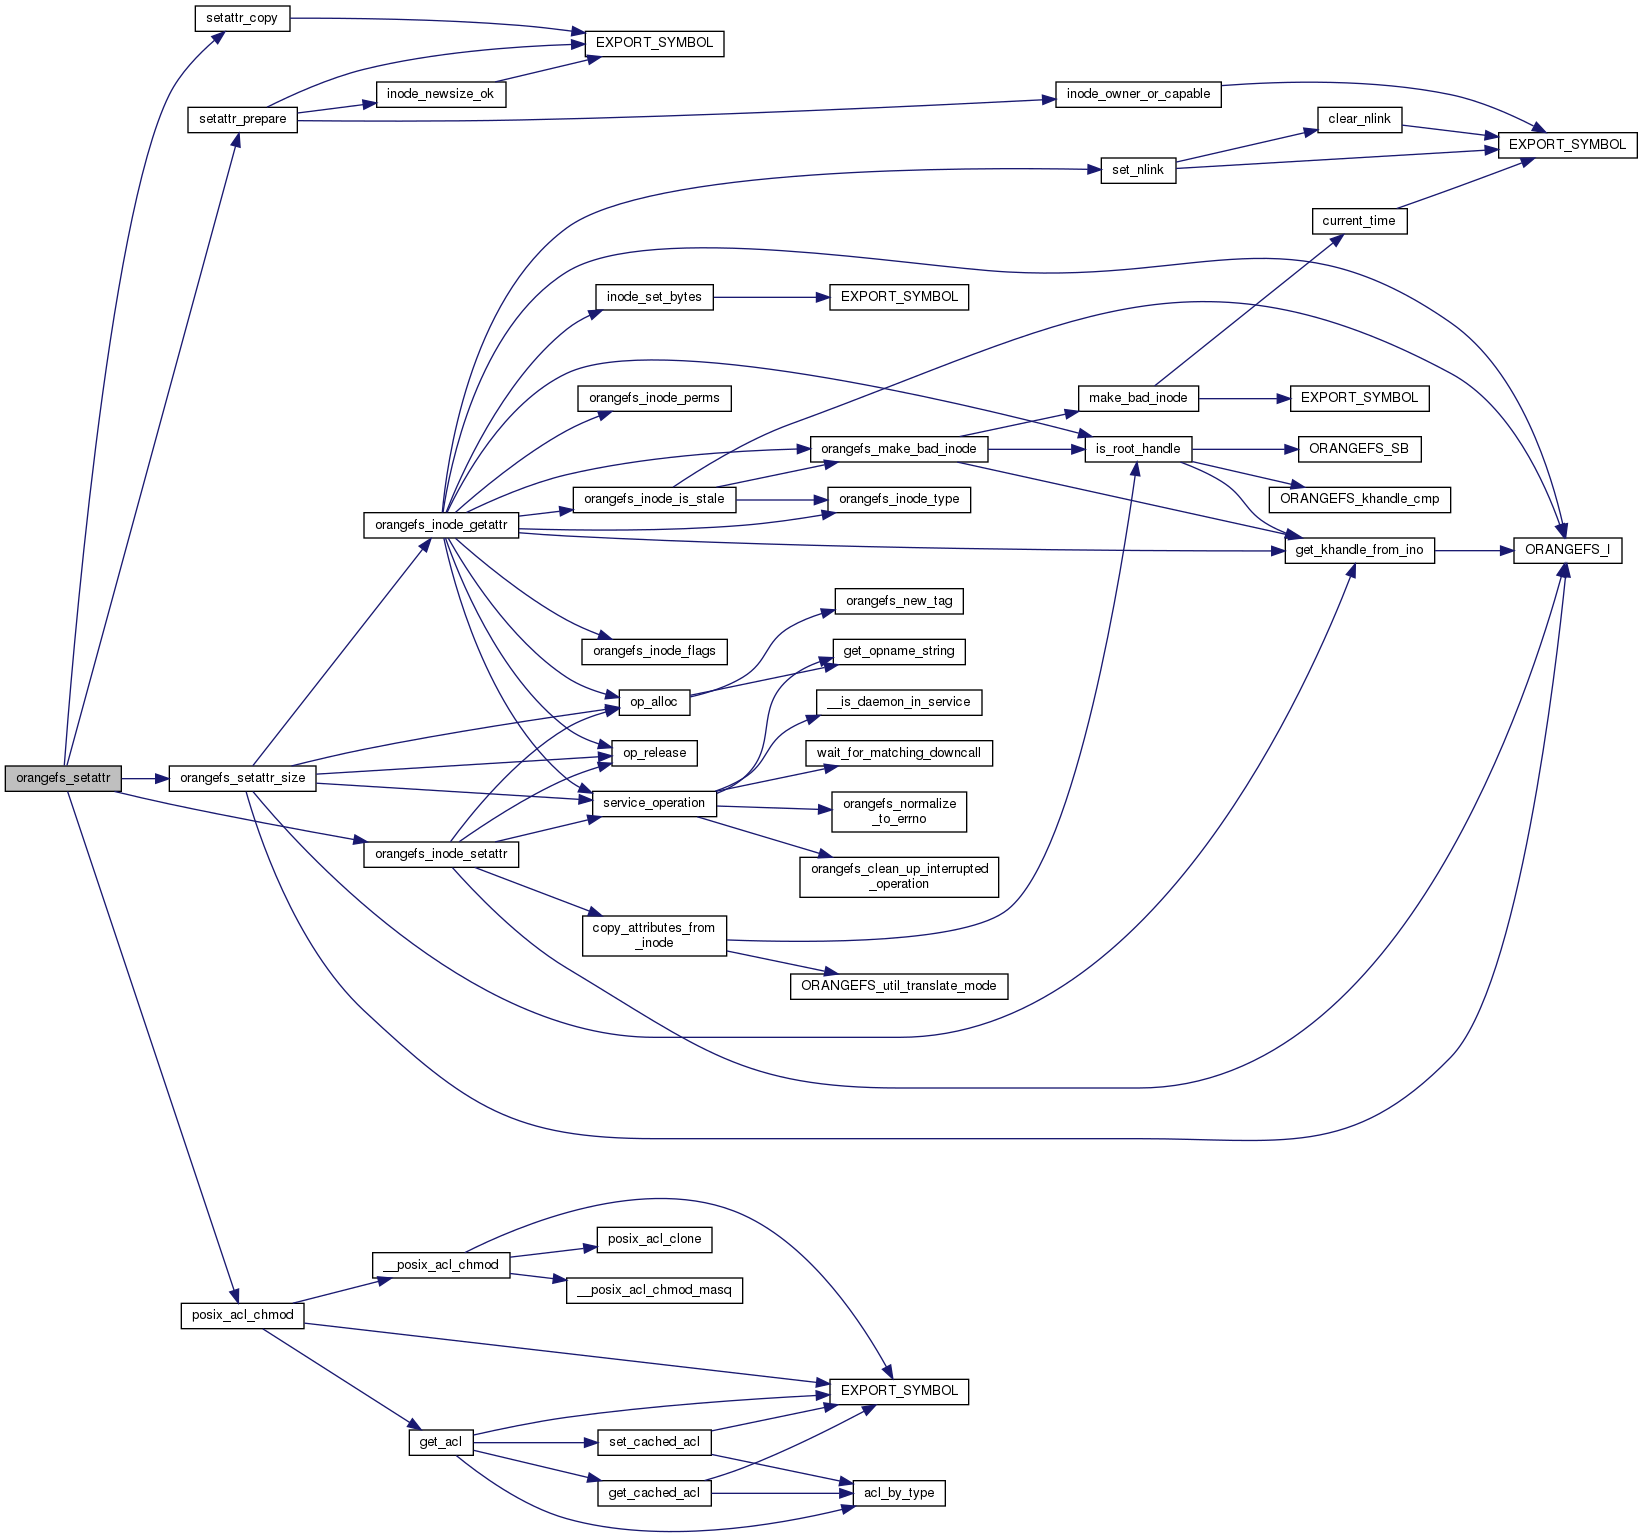 setattr_copy
EXPORT_SYMBOL
inode_newsize_ok
inode_owner_or_capable
setattr_prepare
clear_nlink
EXPORT_SYMBOL
set_nlink
current_time
inode_set_bytes
EXPORT_SYMBOL
orangefs_inode_perms
make_bad_inode
EXPORT_SYMBOL
orangefs_make_bad_inode
is_root_handle
ORANGEFS_SB
orangefs_inode_is_stale
orangefs_inode_type
ORANGEFS_khandle_cmp
orangefs_inode_getattr
get_khandle_from_ino
ORANGEFS_I
orangefs_new_tag
orangefs_inode_flags
get_opname_string
op_alloc
__is_daemon_in_service
op_release
wait_for_matching_downcall
orangefs_setattr
orangefs_setattr_size
service_operation
orangefs_normalize
_to_errno
orangefs_inode_setattr
orangefs_clean_up_interrupted
_operation
copy_attributes_from
_inode
ORANGEFS_util_translate_mode
posix_acl_clone
__posix_acl_chmod
__posix_acl_chmod_masq
posix_acl_chmod
EXPORT_SYMBOL
get_acl
set_cached_acl
get_cached_acl
acl_by_type